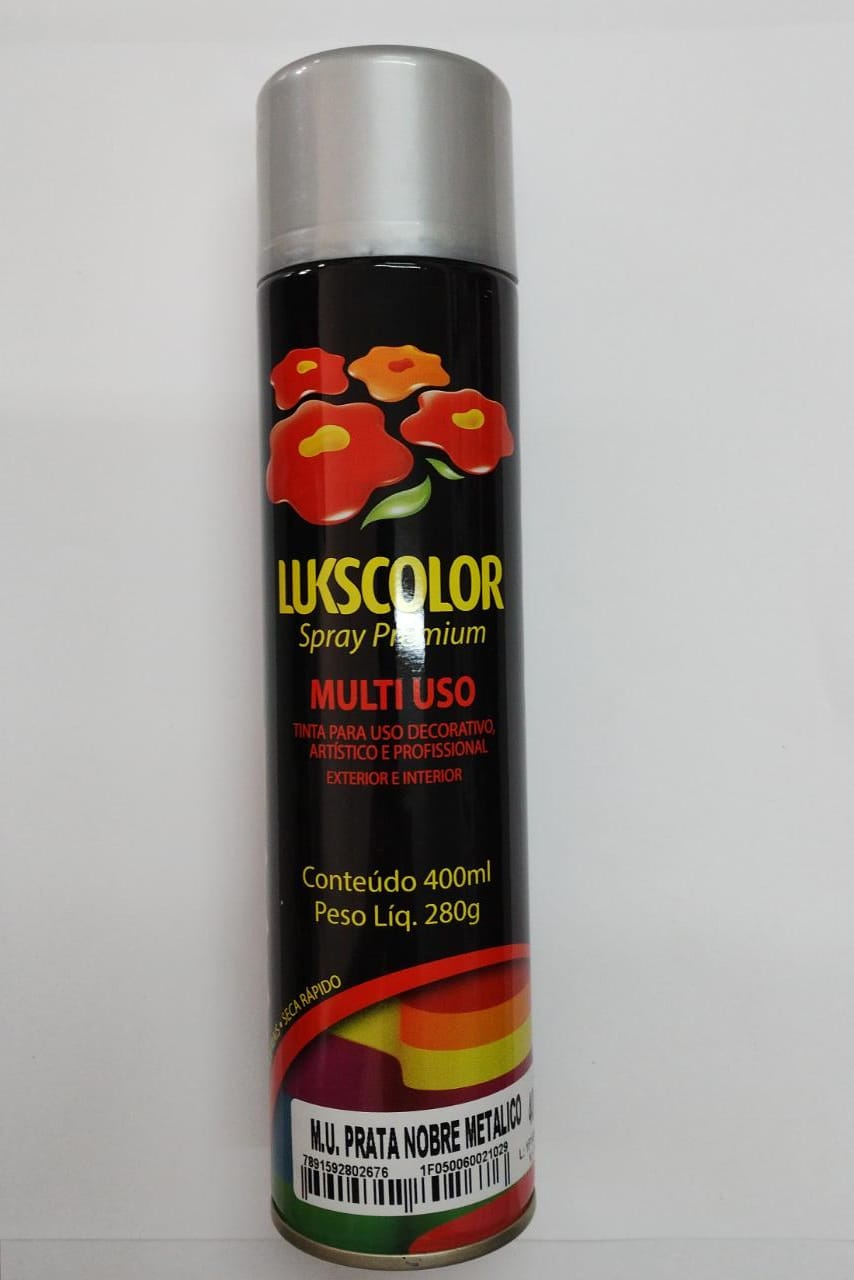 LUKSCOLOR
Spray Premium
MULTI USO
TINTA PARA USO DECORATIVO,
ARTÍSTICO E PROFISSIONAL
EXTERIOR E INTERIOR
Conteúdo 400ml
Peso Líq. 280g
• SECA RÁPIDO
M.U. PRATA NOBRE METALICO
7891592802676 1F050060021029